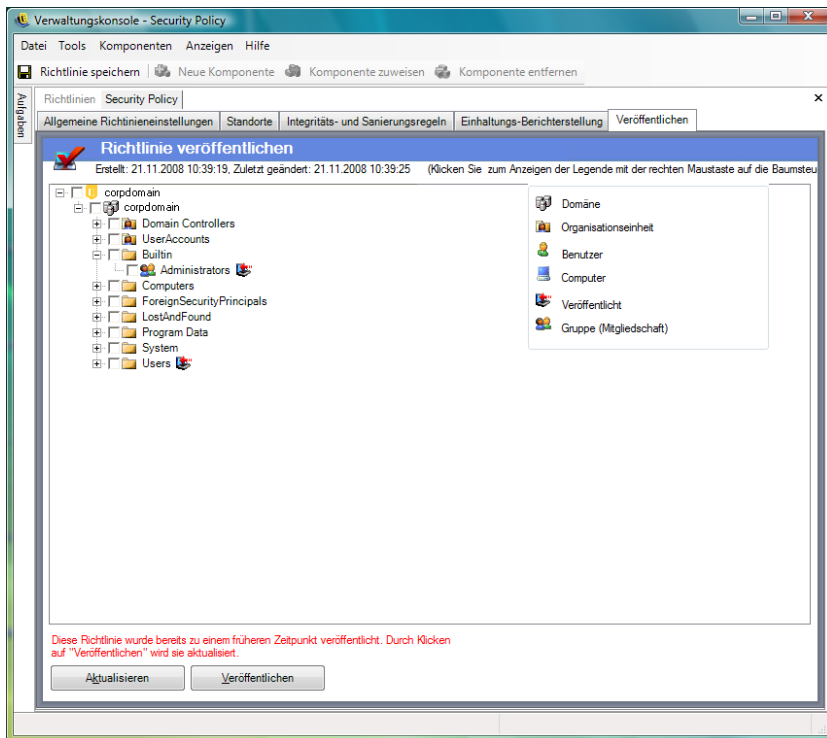 Verwaltungskonsole - Security Policy
Datei Tools Komponenten Anzeigen Hilfe
Richtlinie speichern Neue Komponente Komponente zuweisen Komponente entfernen
Aufgaben
Richtlinien Security Policy
Allgemeine Richtinieneinstellungen Standorte Integritäts- und Sanierungsregeln Einhaltungs-Berichterstellung Veröffentlichen
Richtlinie veröffentlichen
Erstellt: 21.11.2008 10:39:19, Zuletzt geändert: 21.11.2008 10:39:25 (Klicken Sie zum Anzeigen der Legende mit der rechten Maustaste auf die Baumsteu
corpdomain
corpdomain
Domain Controllers
UserAccounts
Builtin
Administrators
Computers
ForeignSecurityPrincipals
LostAndFound
Program Data
System
Users
Domäne
Organisationseinheit
Benutzer
Computer
Veröffentlicht
Gruppe (Mitgliedschaft)
Diese Richtlinie wurde bereits zu einem früheren Zeitpunkt veröffentlicht. Durch Klicken
auf "Veröffentlichen" wird sie aktualisiert.
Aktualisieren Veröffentlichen